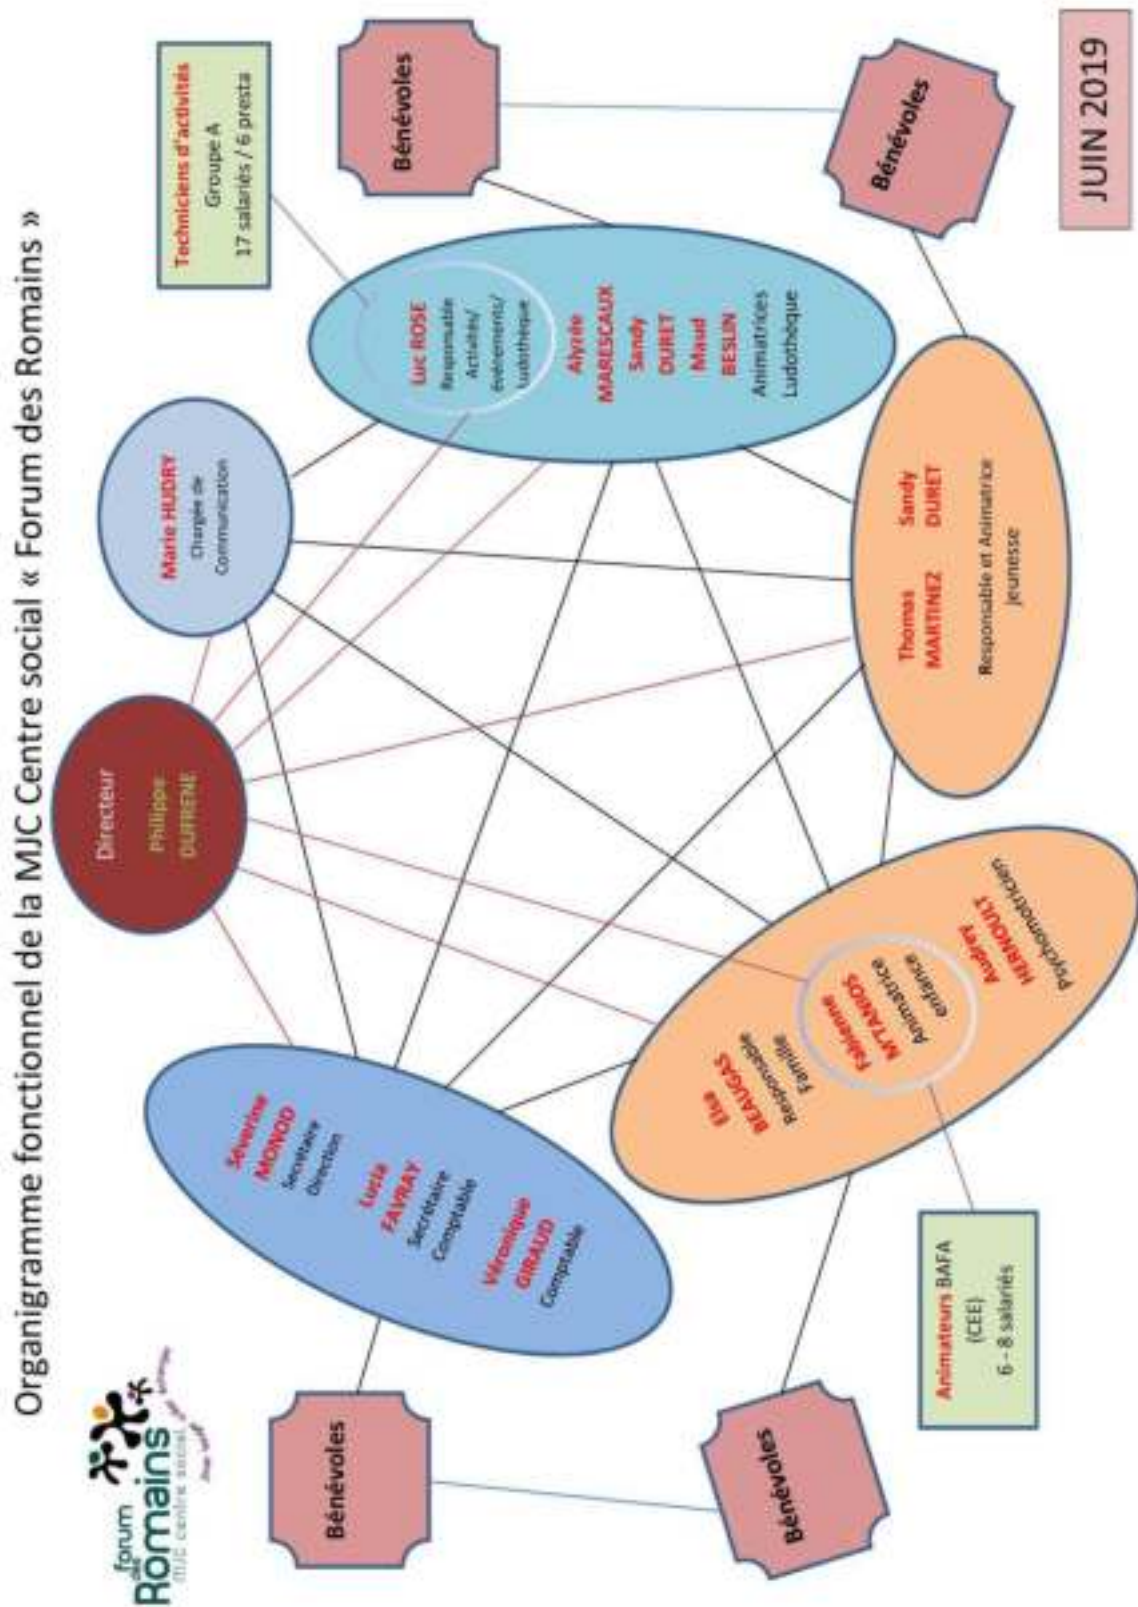 Organigramme fonctionnel de la MJC Centre social « Forum des Romains »
forum
des
Romains
mjc centre social
Directeur
Philippe
DUFRENE
Marie HUDRY
Chargée de
Communication
Techniciens d'activités
Groupe A
17 salariés / 6 presta
Luc ROSE
Responsable
Activités/
événements/
Ludothèque
Alyzée
MARESCAUX
Sandy
DURET
Maud
BESLIN
Animatrices
Ludothèque
Bénévoles
Bénévoles
Séverine
MONOD
Secrétaire
Direction
Lucia
FAVRAY
Secrétaire
Comptable
Véronique
GIRAUD
Comptable
Bénévoles
Bénévoles
Elsa
BEAUGAS
Responsable
Famille
Fabienne
M'TANIOS
Animatrice
enfance
Audrey
HERNOULT
Psychomotricien
Thomas
MARTINEZ
Sandy
DURET
Responsable et Animatrice
jeunesse
Animateurs BAFA
(CEE)
6 - 8 salariés
JUIN 2019